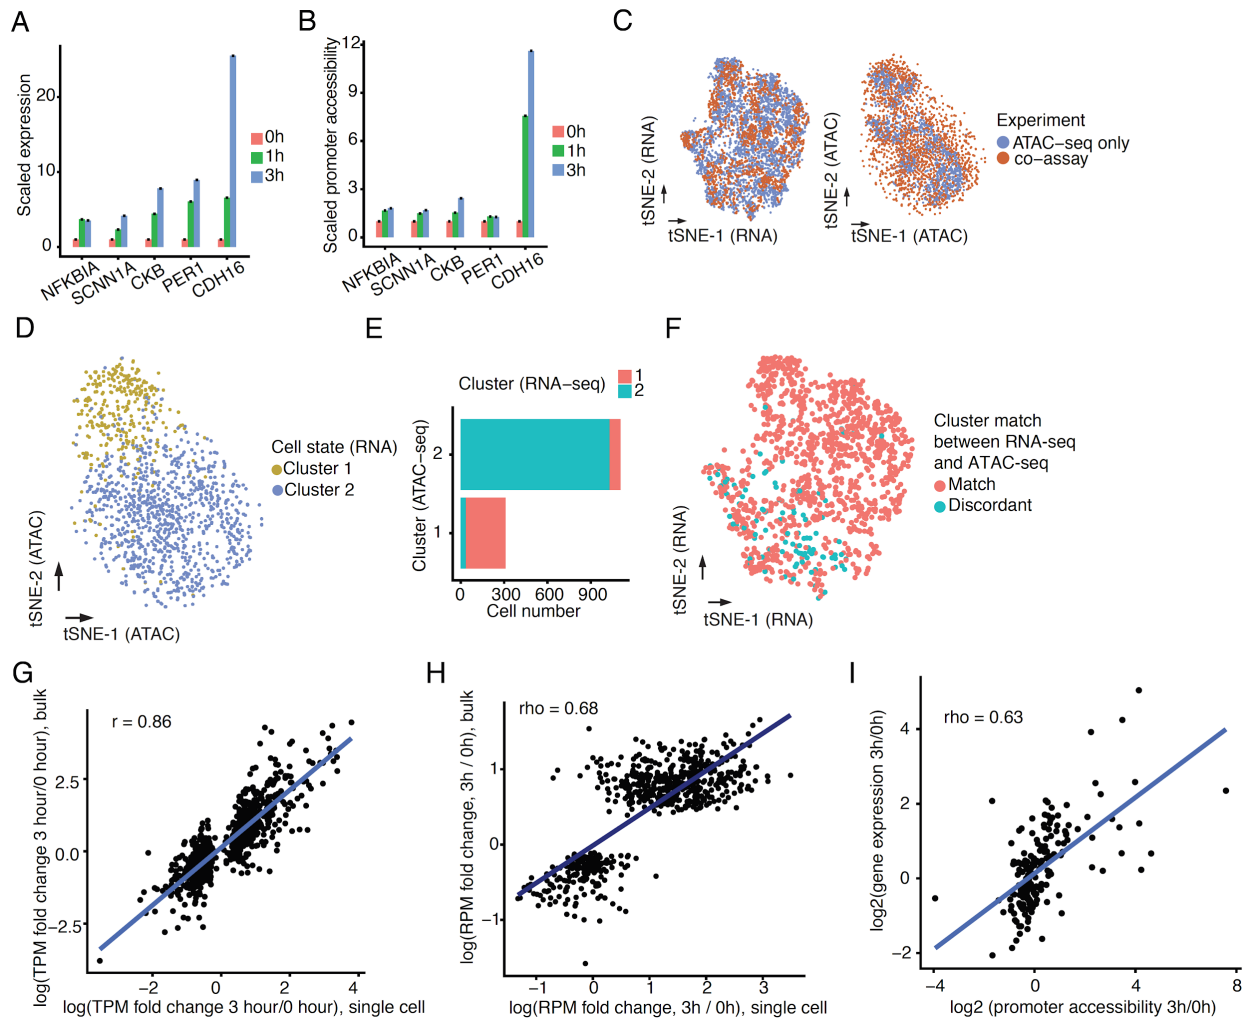 A
Scaled expression
20
10
0
NFKBIA
SCNN1A
CKB
PER1
CDH16
0h
1h
3h
B
Scaled promoter accessibility
12
9
6
3
0
NFKBIA
SCNN1A
CKB
PER1
CDH16
0h
1h
3h
C
tSNE-2 (RNA)
tSNE-1 (RNA)
tSNE-2 (ATAC)
tSNE-1 (ATAC)
Experiment
ATAC-seq only
co-assay
D
tSNE-2 (ATAC)
tSNE-1 (ATAC)
Cell state (RNA)
Cluster 1
Cluster 2
E
Cluster (RNA-seq)
1
2
Cluster (ATAC-seq)
2
1
0 300 600 900
Cell number
F
tSNE-2 (RNA)
tSNE-1 (RNA)
Cluster match
between RNA-seq
and ATAC-seq
Match
Discordant
G
log(TPM fold change 3 hour/0 hour), bulk
r = 0.86
2.5
0.0
−2.5
−2 0 2 4
log(TPM fold change 3 hour/0 hour), single cell
H
log(RPM fold change, 3h / 0h), bulk
rho = 0.68
1
0
−1
−1 0 1 2 3
log(RPM fold change, 3h / 0h), single cell
I
log2(gene expression 3h/0h)
rho = 0.63
4
2
0
−2
−4 0 4 8
log2 (promoter accessibility 3h/0h)